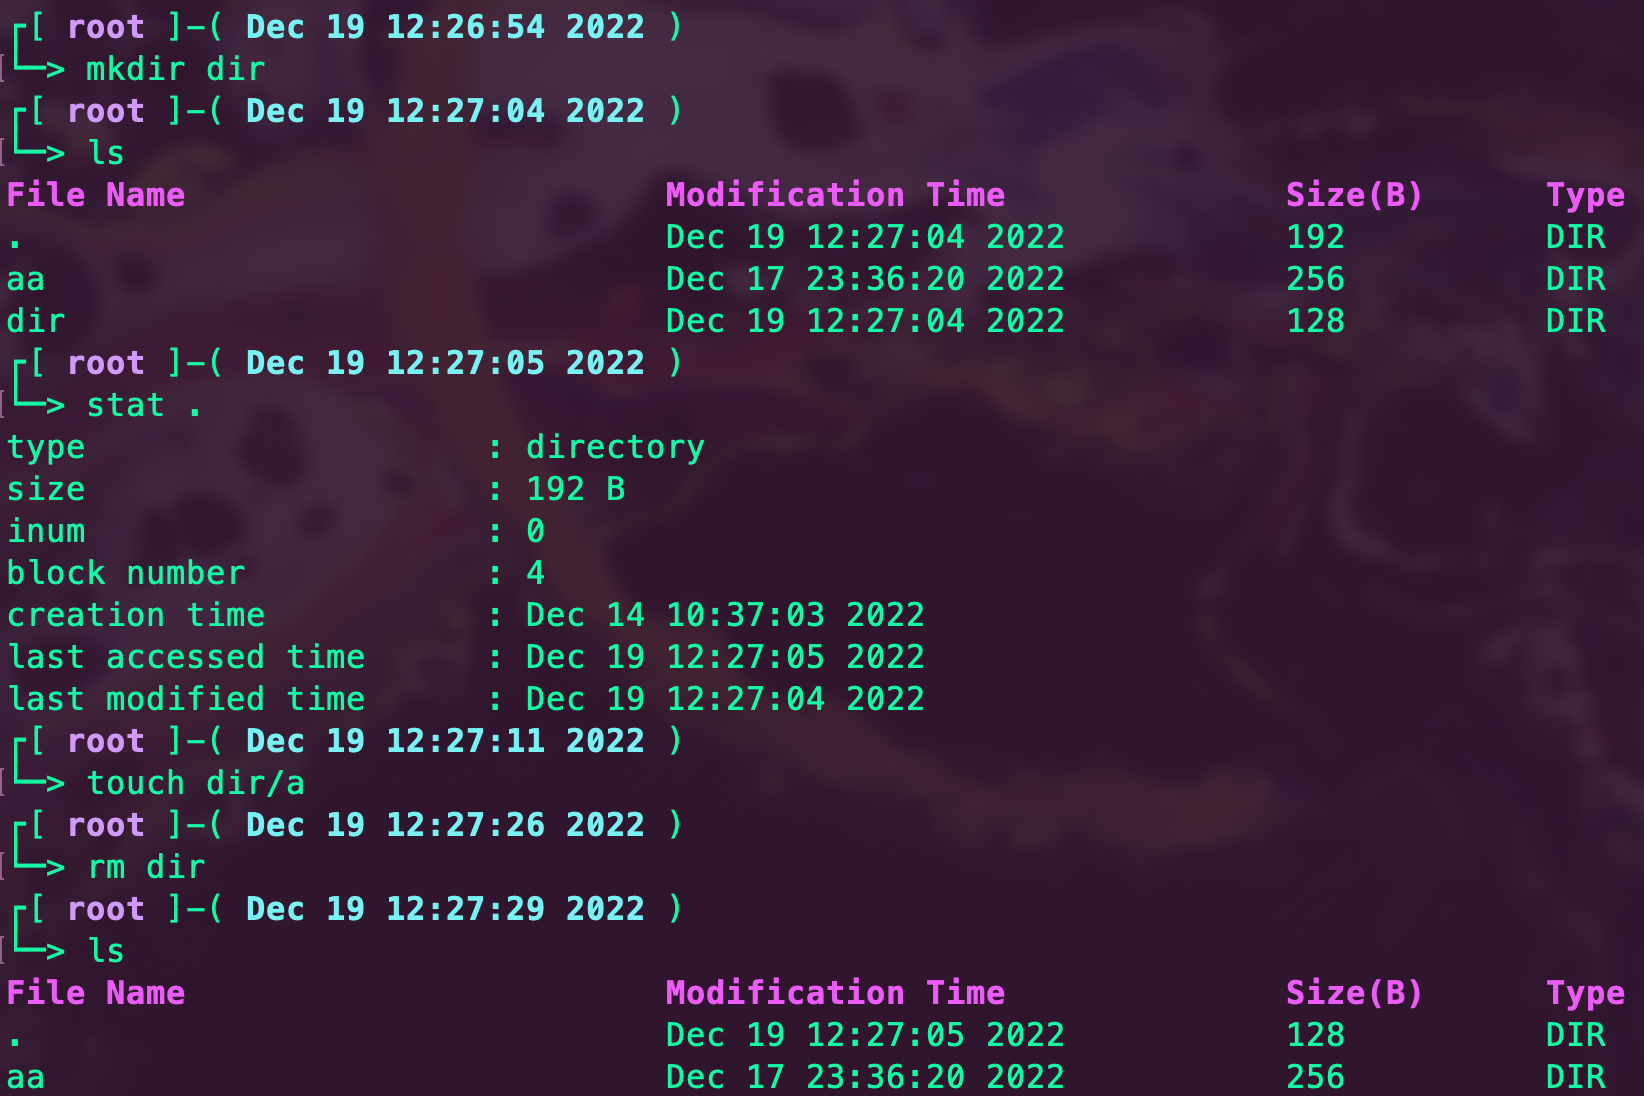 ┌[ root ]-( Dec 19 12:26:54 2022 )
└─> mkdir dir
┌[ root ]-( Dec 19 12:27:04 2022 )
└─> ls
File Name Modification Time Size(B) Type
. Dec 19 12:27:04 2022 192 DIR
aa Dec 17 23:36:20 2022 256 DIR
dir Dec 19 12:27:04 2022 128 DIR
┌[ root ]-( Dec 19 12:27:05 2022 )
└─> stat .
type : directory
size : 192 B
inum : 0
block number : 4
creation time : Dec 14 10:37:03 2022
last accessed time : Dec 19 12:27:05 2022
last modified time : Dec 19 12:27:04 2022
┌[ root ]-( Dec 19 12:27:11 2022 )
└─> touch dir/a
┌[ root ]-( Dec 19 12:27:26 2022 )
└─> rm dir
┌[ root ]-( Dec 19 12:27:29 2022 )
└─> ls
File Name Modification Time Size(B) Type
. Dec 19 12:27:05 2022 128 DIR
aa Dec 17 23:36:20 2022 256 DIR